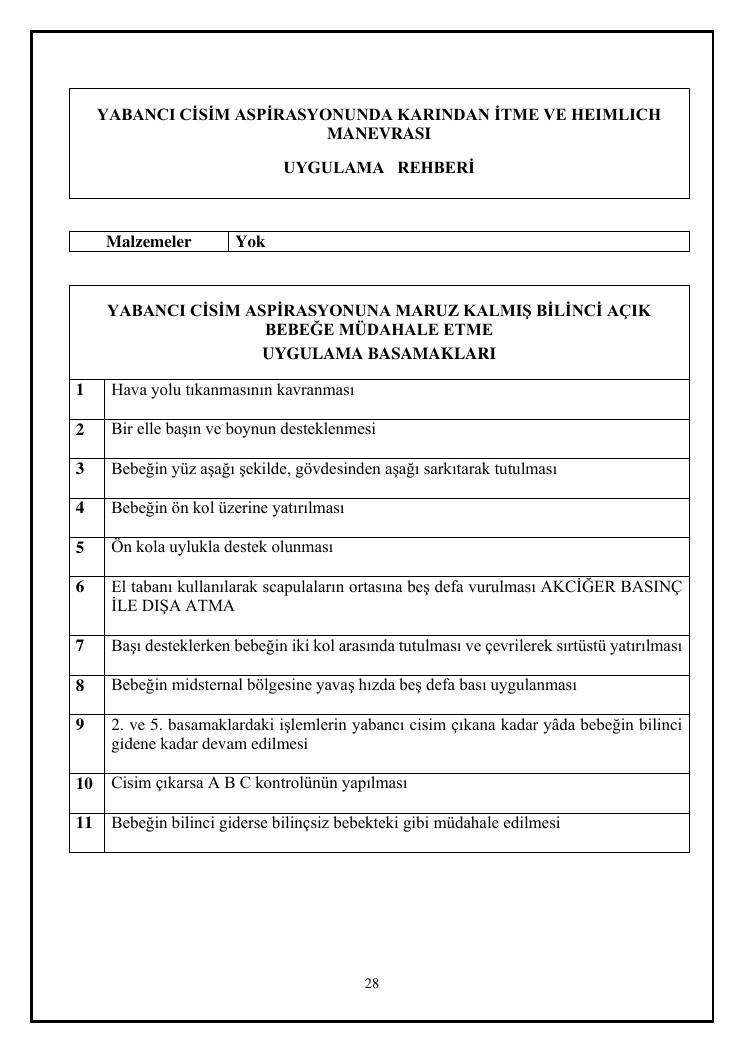 YABANCI CİSİM ASPİRASYONUNDA KARINDAN İTME VE HEIMLICH
MANEVRASI
UYGULAMA REHBERİ
Malzemeler Yok
YABANCI CİSİM ASPİRASYONUNA MARUZ KALMIŞ BİLİNCİ AÇIK
BEBEĞE MÜDAHALE ETME
UYGULAMA BASAMAKLARI
1 Hava yolu tıkanmasının kavranması
2 Bir elle başın ve boynun desteklenmesi
3 Bebeğin yüz aşağı şekilde, gövdesinden aşağı sarkıtarak tutulması
4 Bebeğin ön kol üzerine yatırılması
5 Ön kola uylukla destek olunması
6 El tabanı kullanılarak scapulaların ortasına beş defa vurulması AKCİĞER BASINÇ
İLE DIŞA ATMA
7 Başı desteklerken bebeğin iki kol arasında tutulması ve çevrilerek sırtüstü yatırılması
8 Bebeğin midsternal bölgesine yavaş hızda beş defa bası uygulanması
9 2. ve 5. basamaklardaki işlemlerin yabancı cisim çıkana kadar yâda bebeğin bilinci
gidene kadar devam edilmesi
10 Cisim çıkarsa A B C kontrolünün yapılması
11 Bebeğin bilinci giderse bilinçsiz bebekteki gibi müdahale edilmesi
28